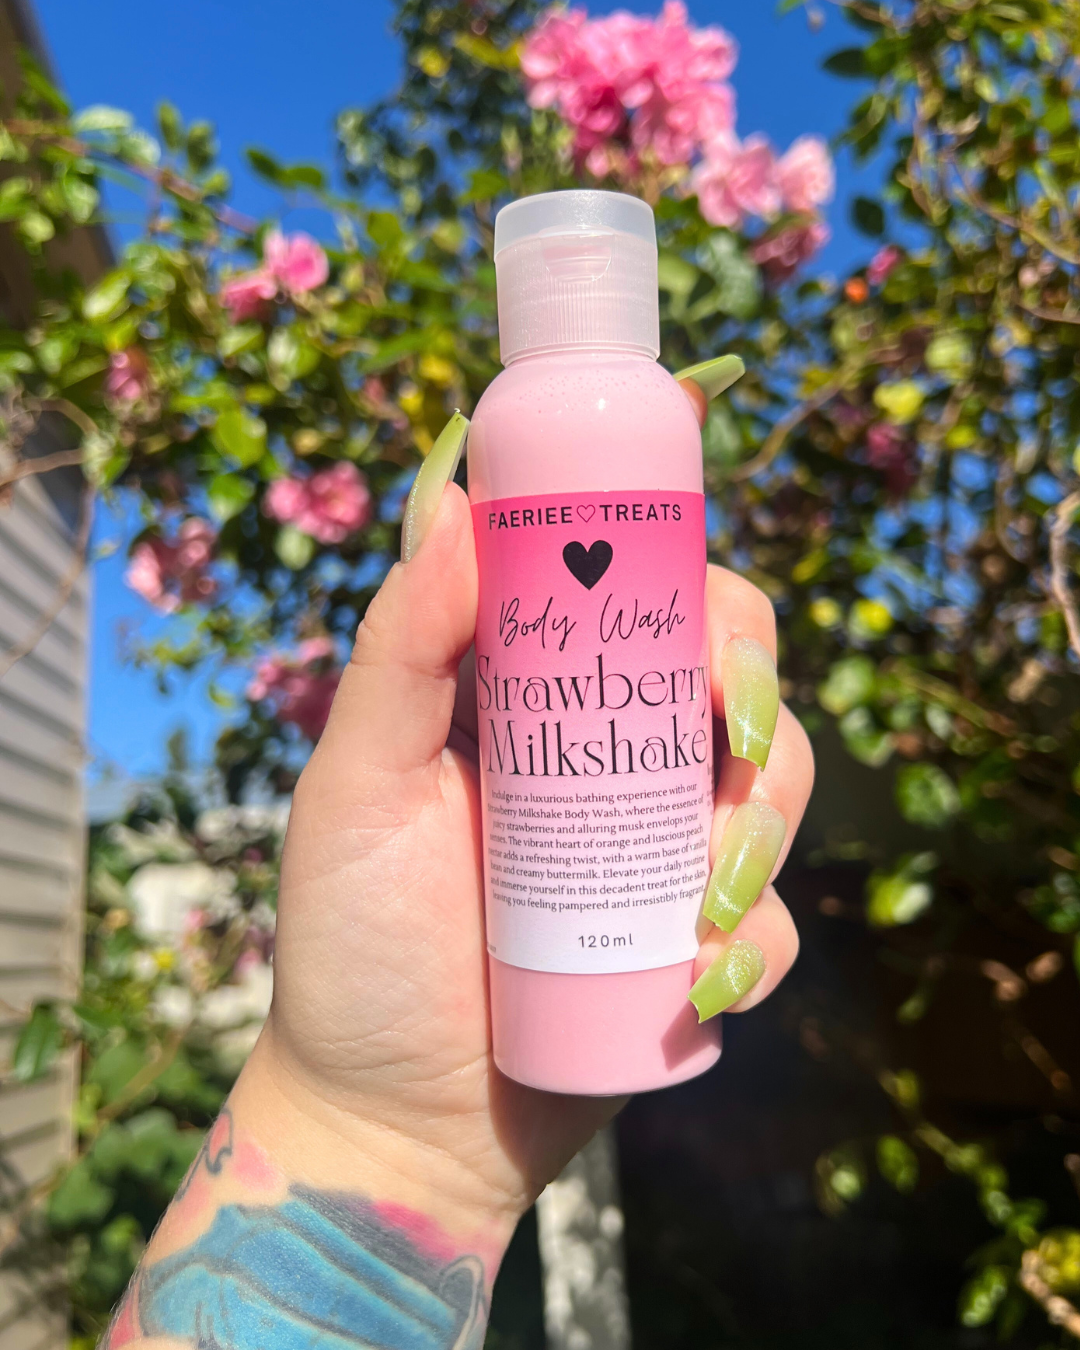 FAERIEE♡TREATS
Body Wash
Strawberry
Milkshake
Indulge in a luxurious bathing experience with our
Strawberry Milkshake Body Wash, where the essence of
juicy strawberries and alluring musk envelops your
senses. The vibrant heart of orange and luscious peach
nectar adds a refreshing twist, with a warm base of vanilla
bean and creamy buttermilk. Elevate your daily routine
and immerse yourself in this decadent treat for the skin,
leaving you feeling pampered and irresistibly fragrant
120ml